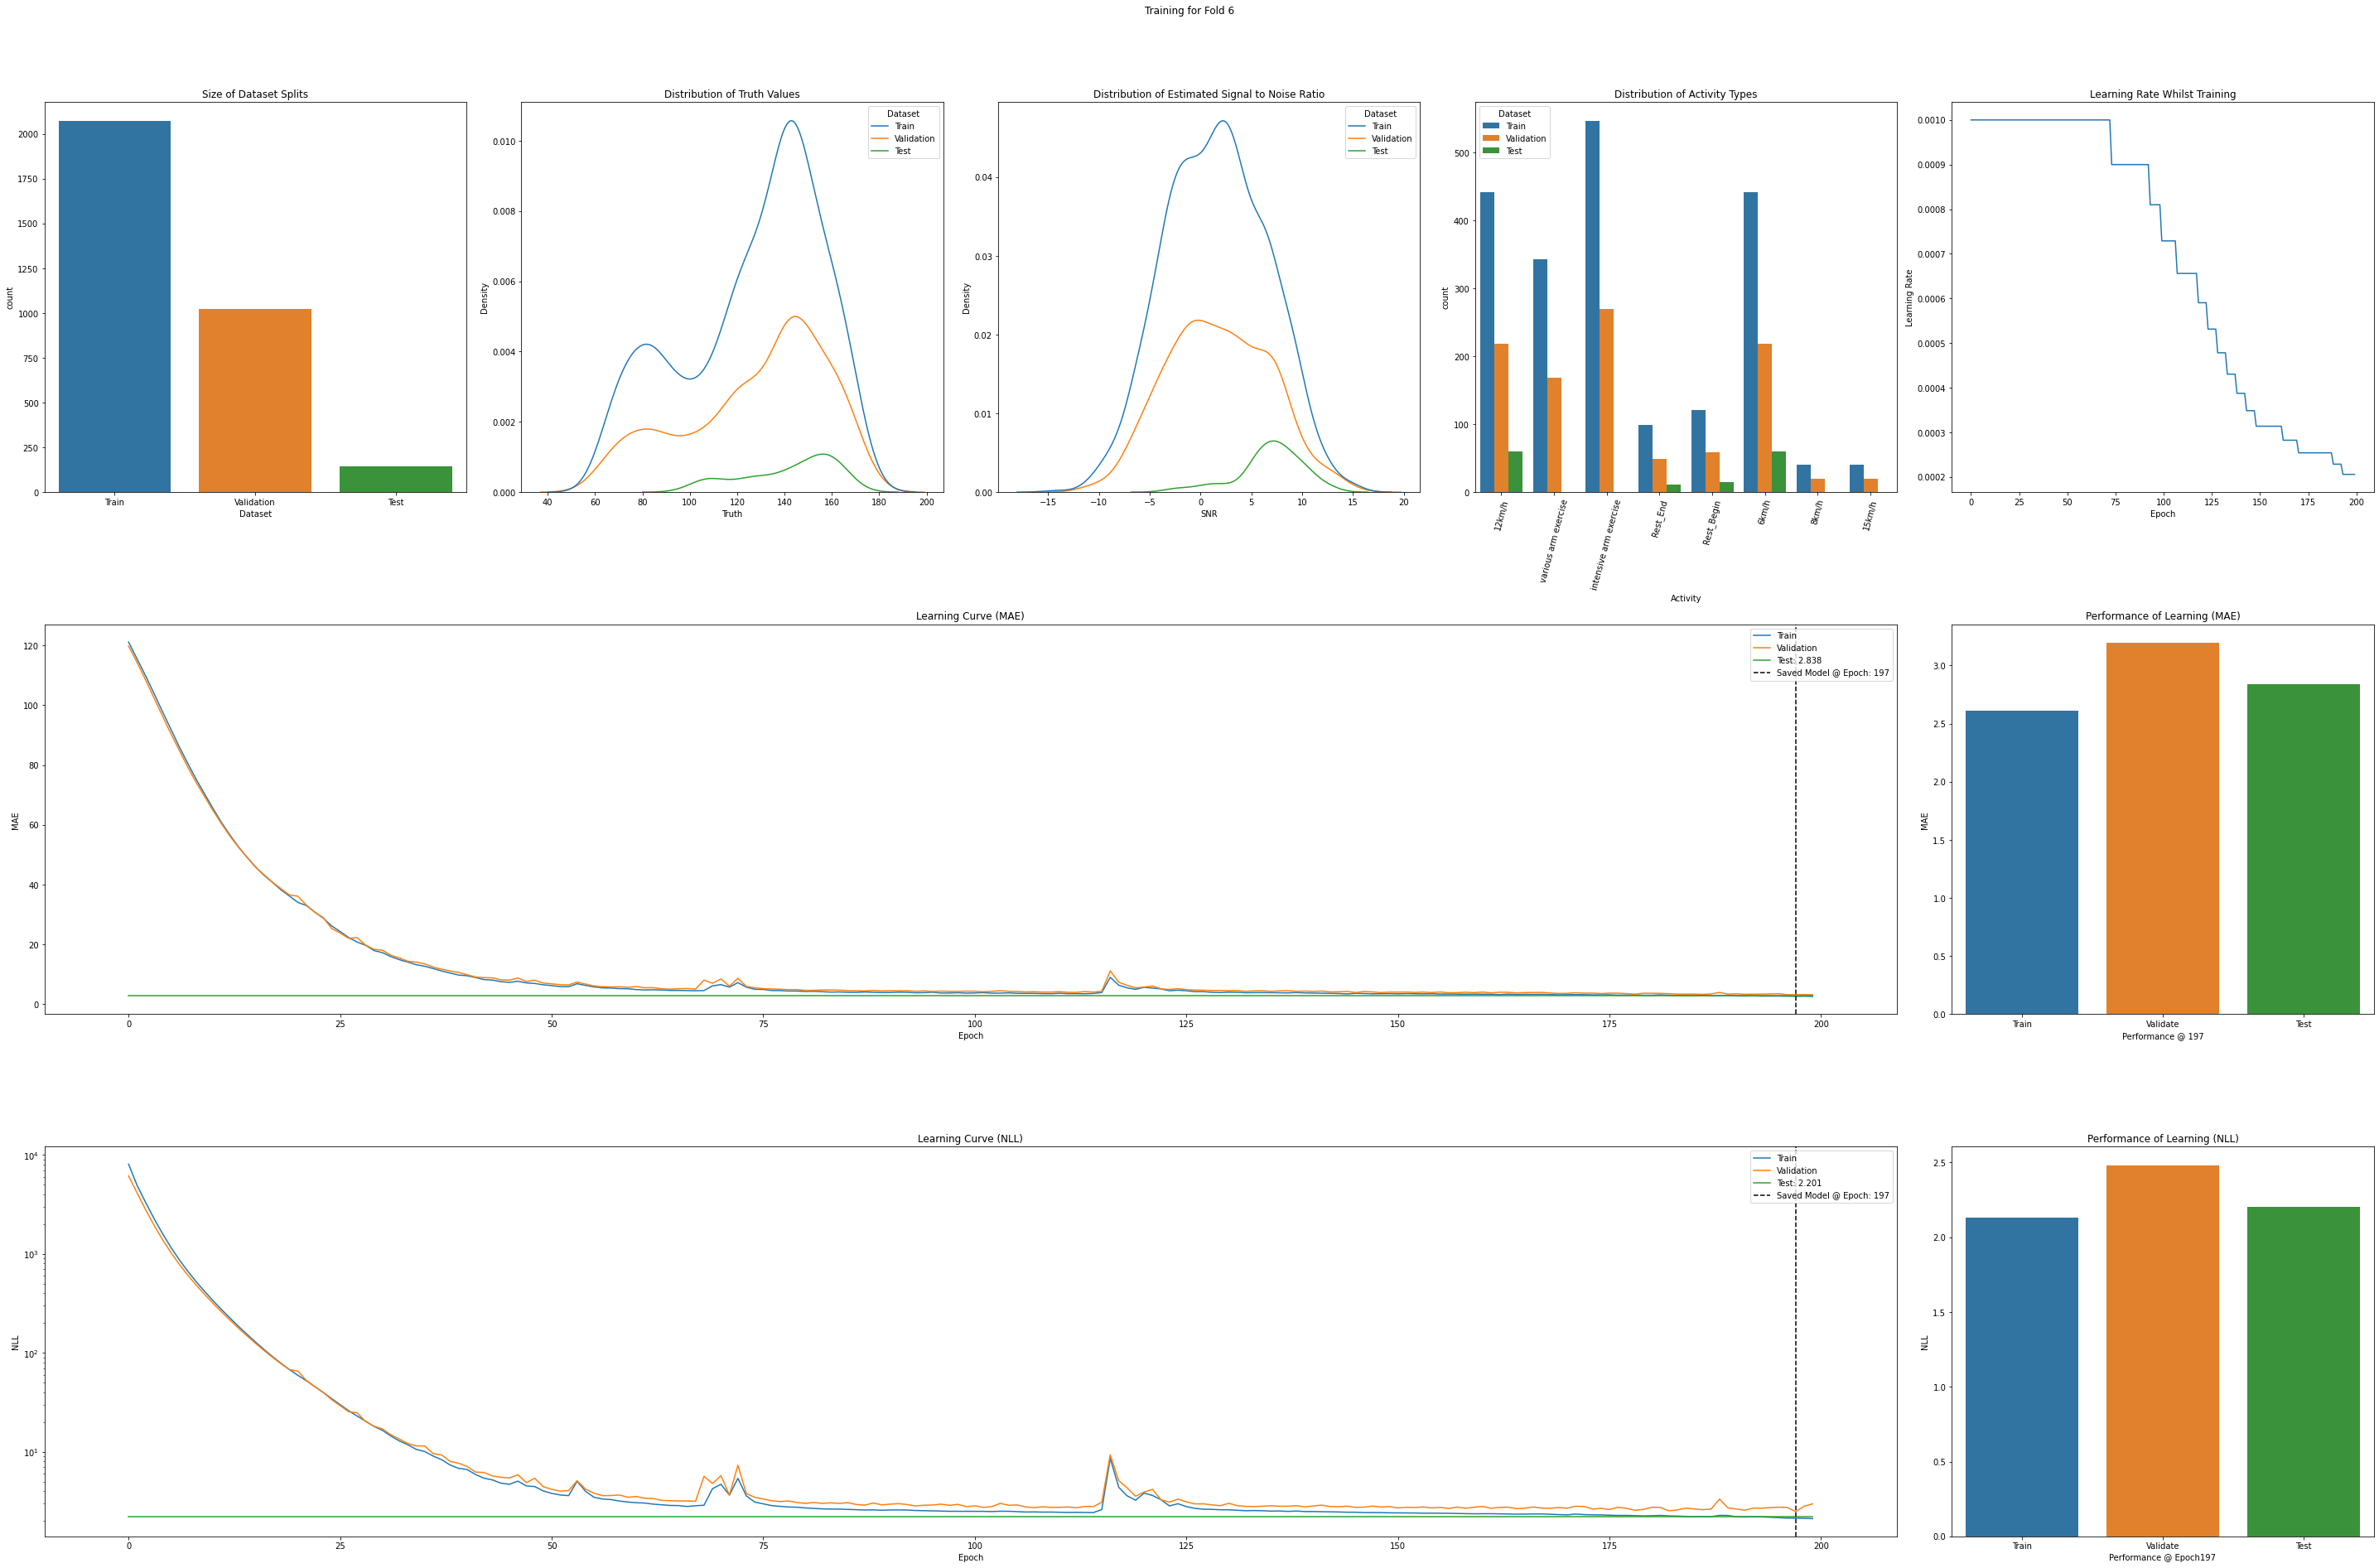 Training for Fold 6
Size of Dataset Splits
count
2000
1750
1500
1250
1000
750
500
250
0
Train Validation Test
Dataset
Distribution of Truth Values
Density
0.010
0.008
0.006
0.004
0.002
0.000
40 60 80 100 120 140 160 180 200
Truth
Dataset
Train
Validation
Test
Distribution of Estimated Signal to Noise Ratio
Density
0.04
0.03
0.02
0.01
0.00
−15 −10 −5 0 5 10 15 20
SNR
Dataset
Train
Validation
Test
Distribution of Activity Types
count
500
400
300
200
100
0
Dataset
Train
Validation
Test
12km/h
various arm exercise
intensive arm exercise
Rest_End
Rest_Begin
6km/h
8km/h
15km/h
Activity
Learning Rate Whilst Training
Learning Rate
0.0010
0.0009
0.0008
0.0007
0.0006
0.0005
0.0004
0.0003
0.0002
0 25 50 75 100 125 150 175 200
Epoch
Learning Curve (MAE)
MAE
120
100
80
60
40
20
0
0 25 50 75 100 125 150 175 200
Epoch
Train
Validation
Test: 2.838
Saved Model @ Epoch: 197
Performance of Learning (MAE)
MAE
3.0
2.5
2.0
1.5
1.0
0.5
0.0
Train Validate Test
Performance @ 197
Learning Curve (NLL)
NLL
10⁴
10³
10²
10¹
0 25 50 75 100 125 150 175 200
Epoch
Train
Validation
Test: 2.201
Saved Model @ Epoch: 197
Performance of Learning (NLL)
NLL
2.5
2.0
1.5
1.0
0.5
0.0
Train Validate Test
Performance @ Epoch197